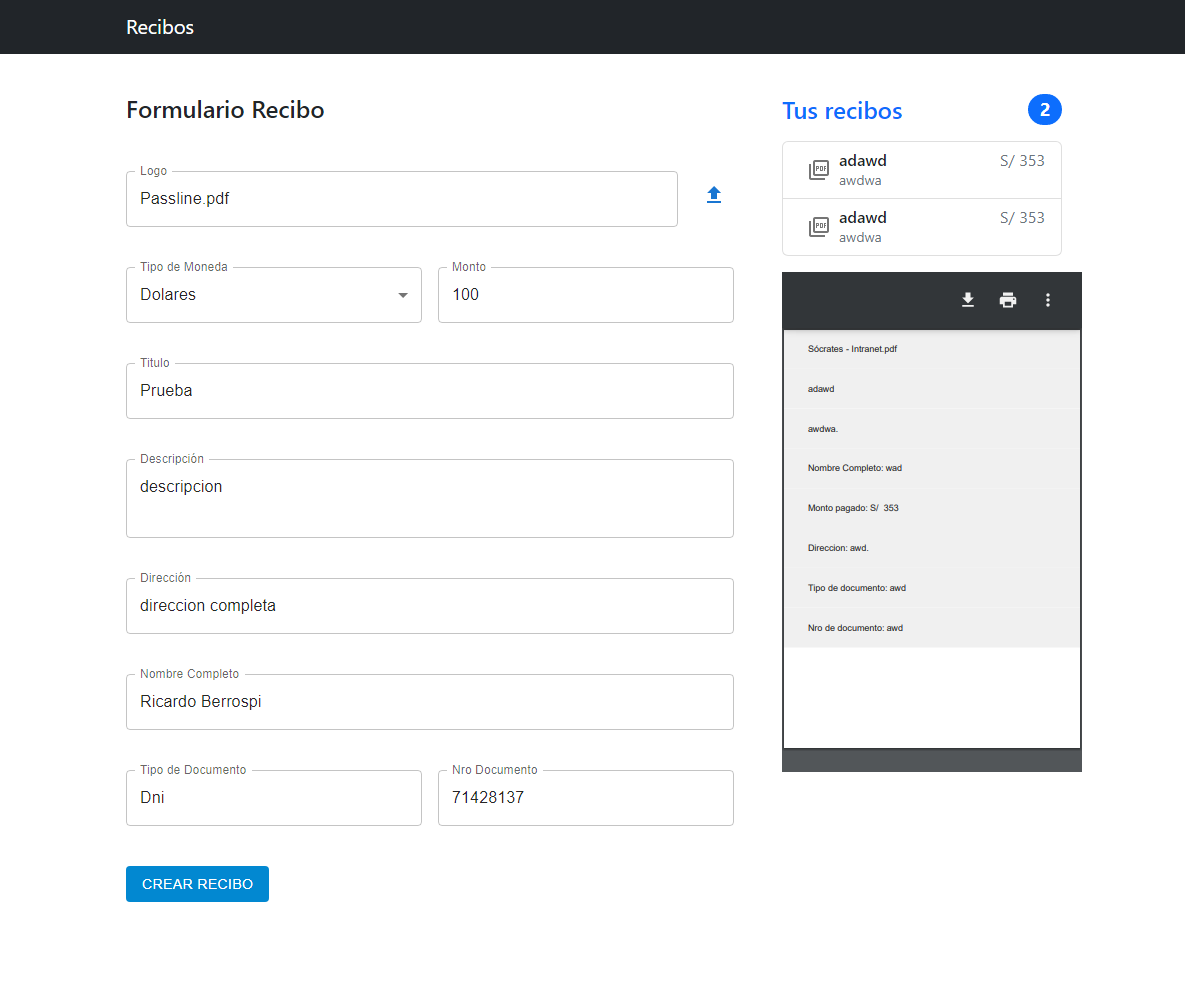 Recibos
Formulario Recibo
Logo
Passline.pdf
Tipo de Moneda
Dolares
Monto
100
Titulo
Prueba
Descripción
descripcion
Dirección
direccion completa
Nombre Completo
Ricardo Berrospi
Tipo de Documento
Dni
Nro Documento
71428137
CREAR RECIBO
Tus recibos
2
PDF
adawd
S/ 353
awdwa
PDF
adawd
S/ 353
awdwa
Sócrates - Intranet.pdf
adawd
awdwa.
Nombre Completo: wad
Monto pagado: S/  353
Direccion: awd.
Tipo de documento: awd
Nro de documento: awd